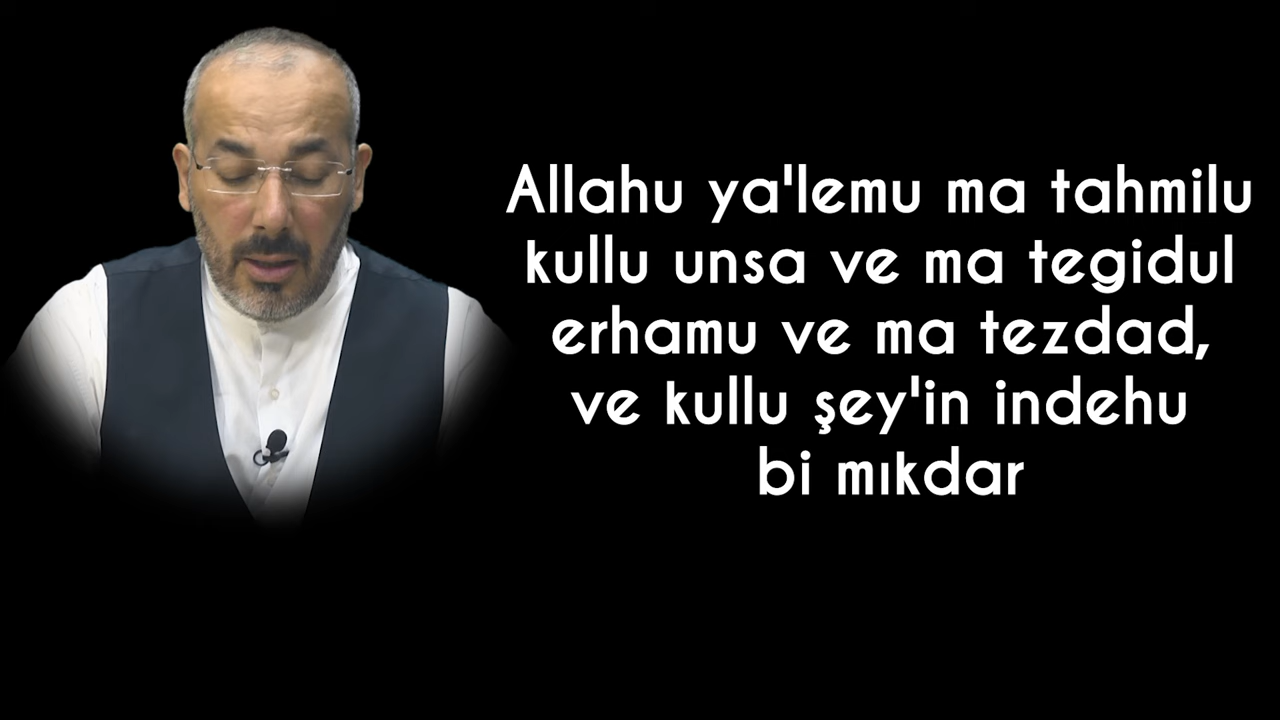 Allahu ya'lemu ma tahmilu
kullu unsa ve ma tegidul
erhamu ve ma tezdad,
ve kullu şey'in indehu
bi mıkdar